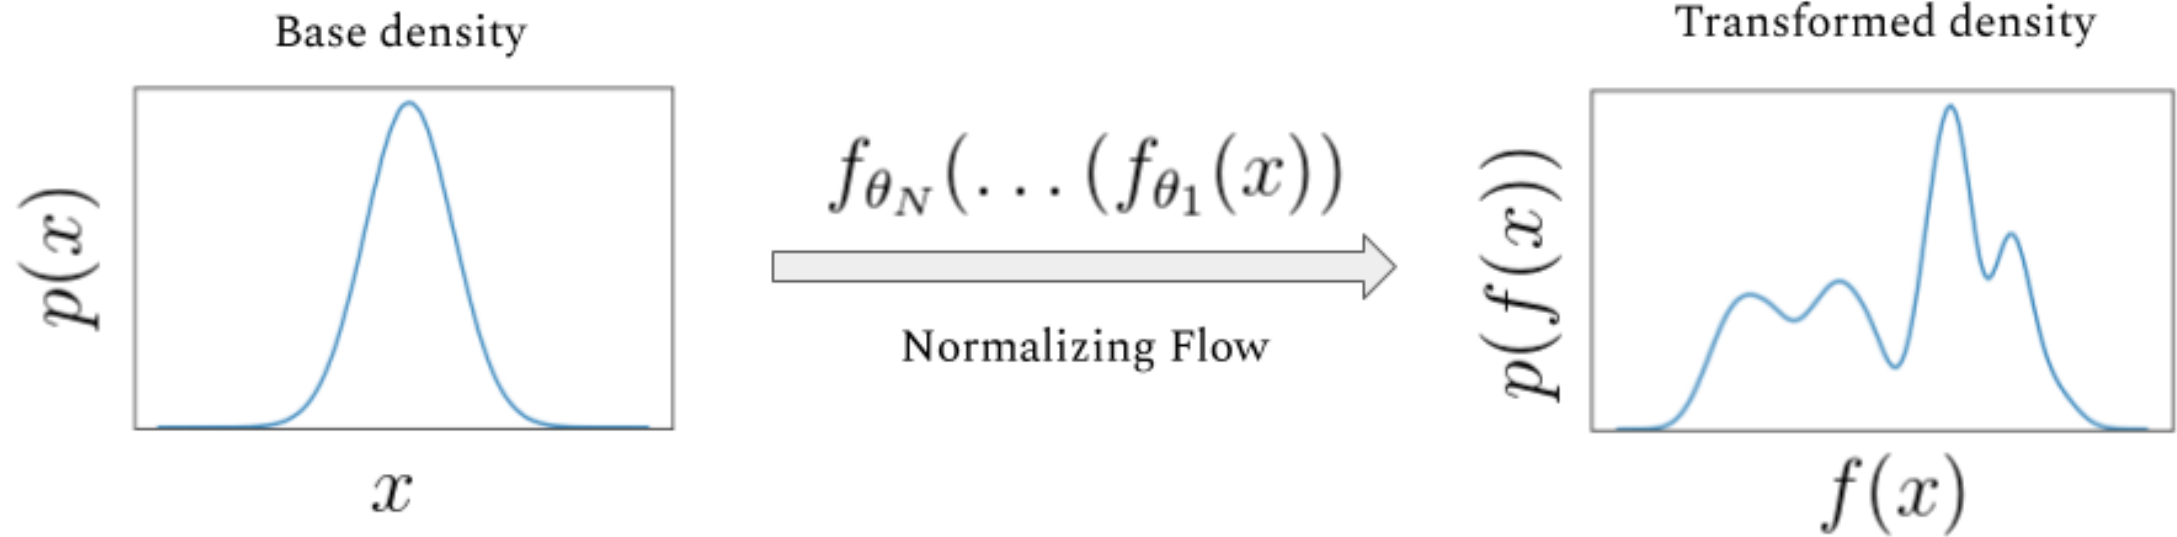 Base density
p(x)
x
f_{θ_N}(...(f_{θ_1}(x))
Normalizing Flow
Transformed density
p(f(x))
f(x)